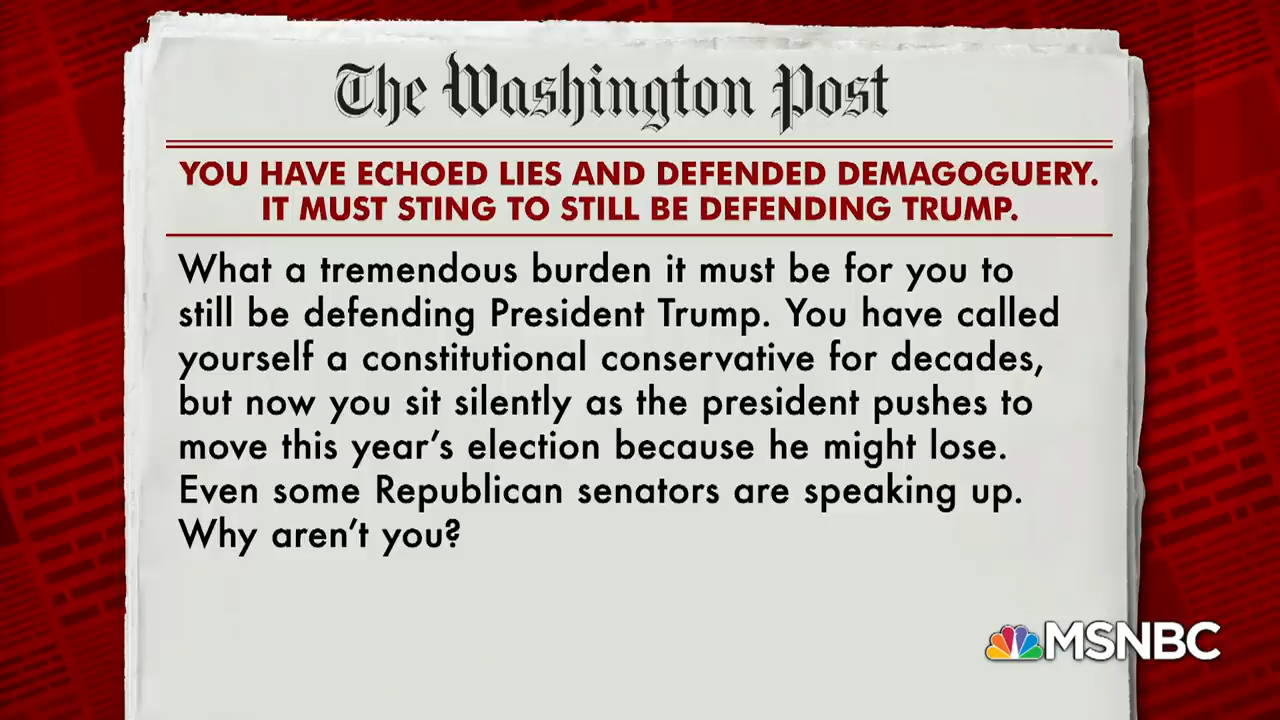 The Washington Post
YOU HAVE ECHOED LIES AND DEFENDED DEMAGOGUERY.
IT MUST STING TO STILL BE DEFENDING TRUMP.
What a tremendous burden it must be for you to
still be defending President Trump. You have called
yourself a constitutional conservative for decades,
but now you sit silently as the president pushes to
move this year's election because he might lose.
Even some Republican senators are speaking up.
Why aren't you?
MSNBC